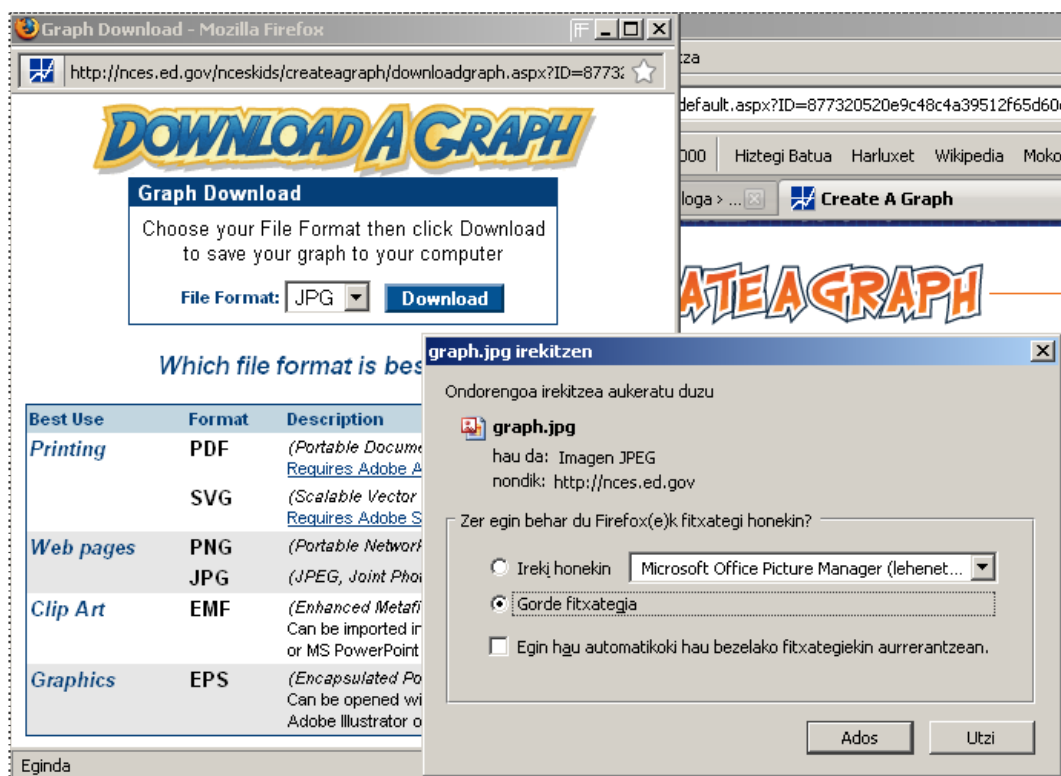 Graph Download - Mozilla Firefox
http://nces.ed.gov/nceskids/createagraph/downloadgraph.aspx?ID=8773
DOWNLOAD A GRAPH
Graph Download
Choose your File Format then click Download
to save your graph to your computer
File Format: JPG Download
Which file format is bes
Best Use Format Description
Printing PDF (Portable Docume
Requires Adobe A
SVG (Scalable Vector
Requires Adobe S
Web pages PNG (Portable Network
JPG (JPEG, Joint Pho
Clip Art EMF (Enhanced Metafi
Can be imported in
or MS PowerPoint
Graphics EPS (Encapsulated Po
Can be opened wi
Adobe Illustrator o
Eginda
tza
default.aspx?ID=877320520e9c48c4a39512f65d60
000 Hiztegi Batua Harluxet Wikipedia Moko
loga > ... Create A Graph
ATE A GRAPH
graph.jpg irekitzen
Ondorengoa irekitzea aukeratu duzu
graph.jpg
hau da: Imagen JPEG
nondik: http://nces.ed.gov
Zer egin behar du Firefox(e)k fitxategi honekin?
Ireki honekin Microsoft Office Picture Manager (lehenet...
Gorde fitxategia
Egin hau automatikoki hau bezelako fitxategiekin aurrerantzean.
Ados Utzi